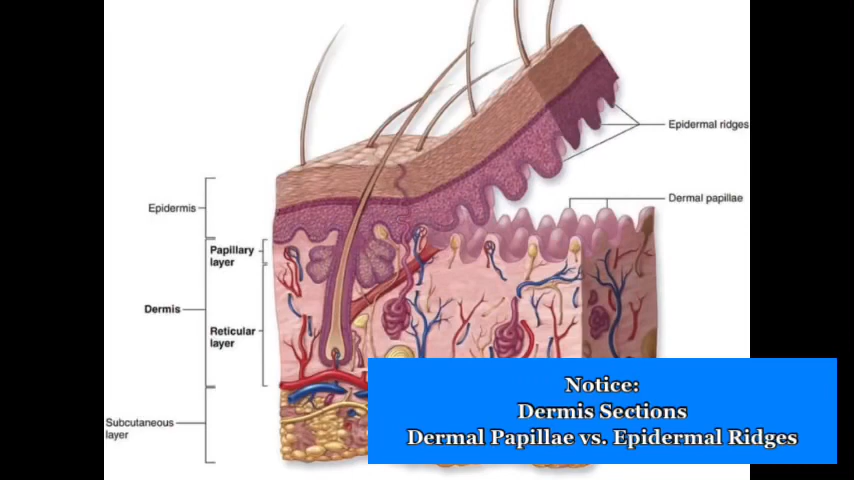 Epidermal ridges
Dermal papillae
Epidermis
Papillary
layer
Dermis
Reticular
layer
Subcutaneous
layer
Notice:
Dermis Sections
Dermal Papillae vs. Epidermal Ridges